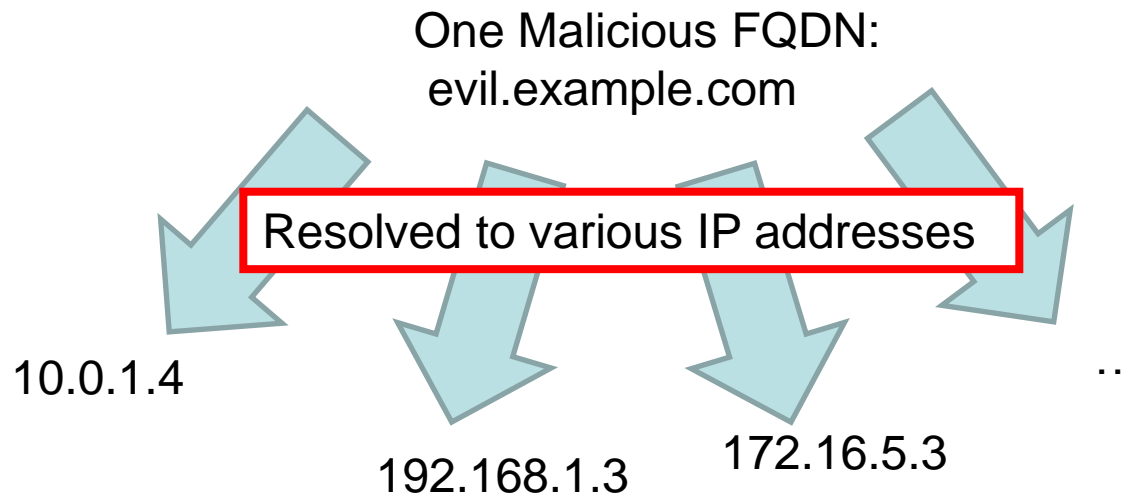 One Malicious FQDN:
evil.example.com
Resolved to various IP addresses
10.0.1.4
..
192.168.1.3
172.16.5.3